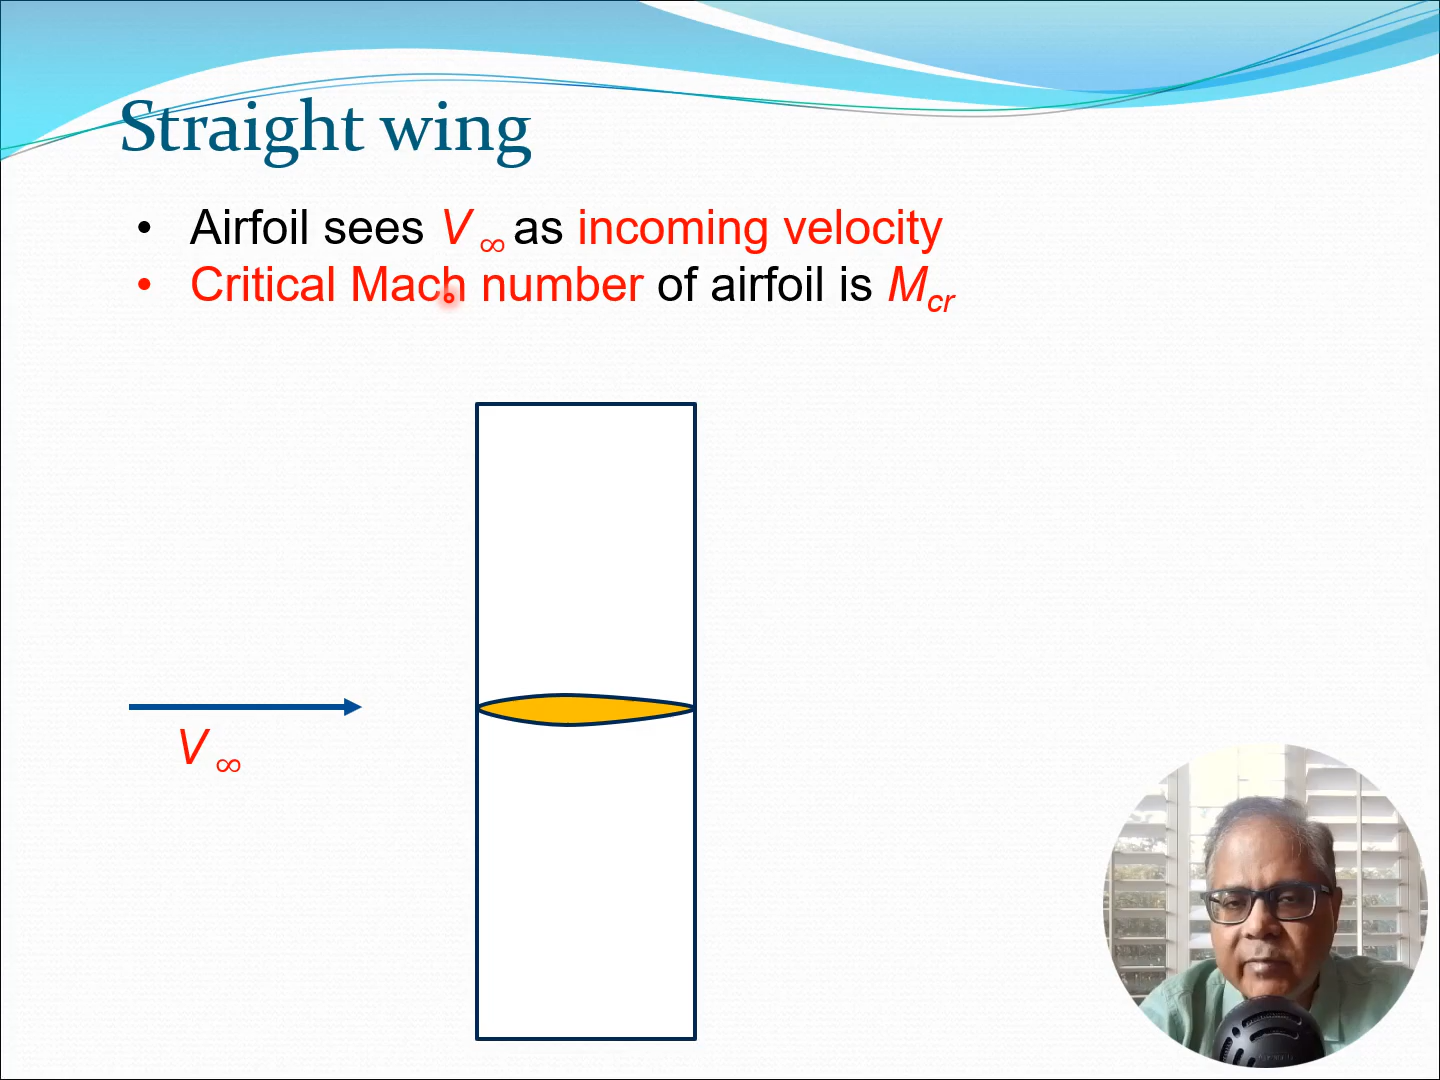 Straight wing
• Airfoil sees V ∞ as incoming velocity
• Critical Mach number of airfoil is Mcr
V ∞